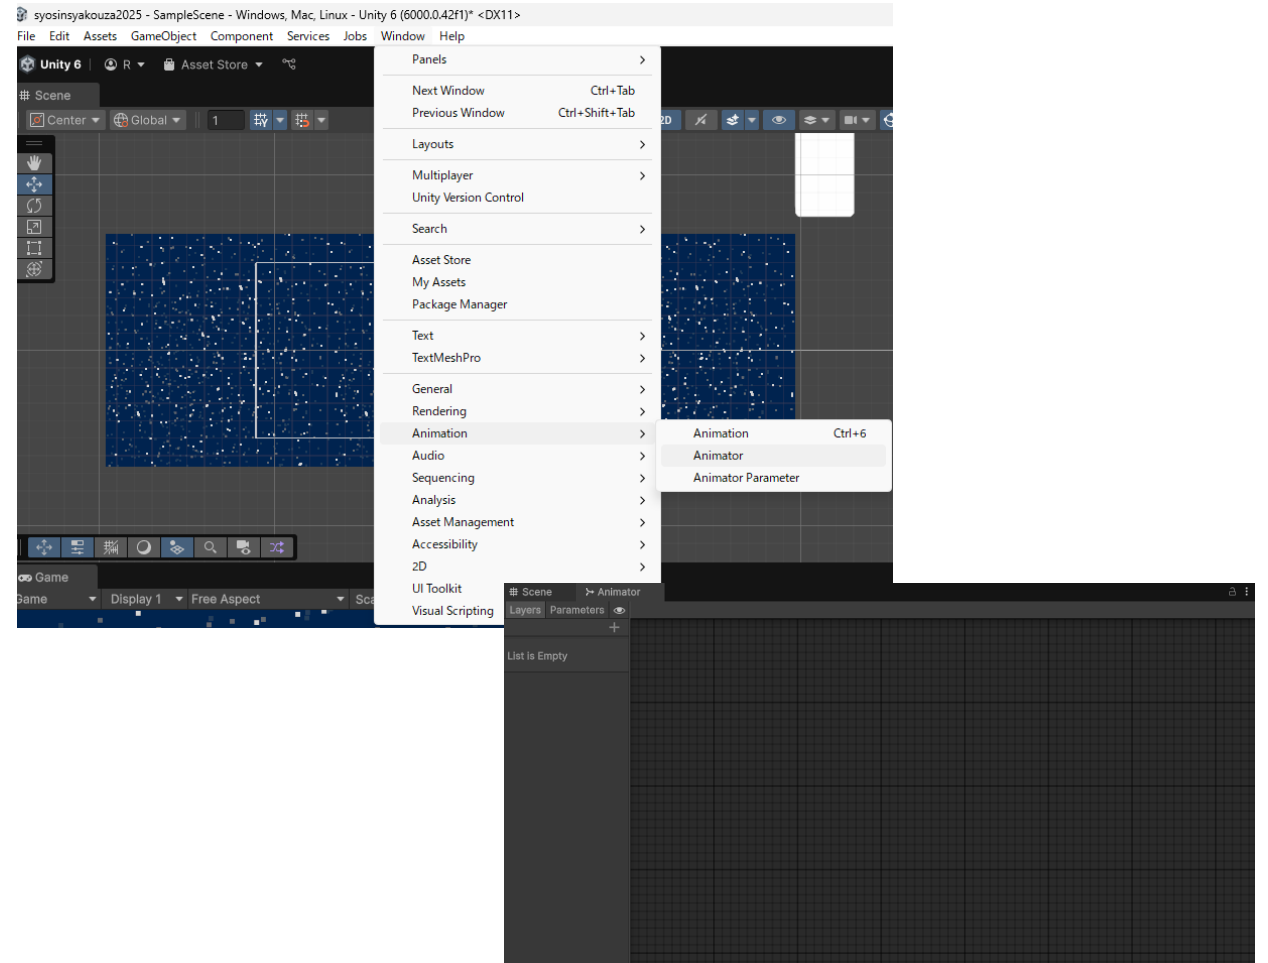 syosinsyakouza2025 - SampleScene - Windows, Mac, Linux - Unity 6 (6000.0.42f1)* <DX11>
File Edit Assets GameObject Component Services Jobs Window Help
Unity 6 R Asset Store
Scene
Center Global 1 2D
Panels
Next Window Ctrl+Tab
Previous Window Ctrl+Shift+Tab
Layouts
Multiplayer
Unity Version Control
Search
Asset Store
My Assets
Package Manager
Text
TextMeshPro
General
Rendering
Animation
Audio
Sequencing
Analysis
Asset Management
Accessibility
2D
UI Toolkit
Visual Scripting
Animation Ctrl+6
Animator
Animator Parameter
Game
Game Display 1 Free Aspect Sca
Scene Animator
Layers Parameters
List is Empty